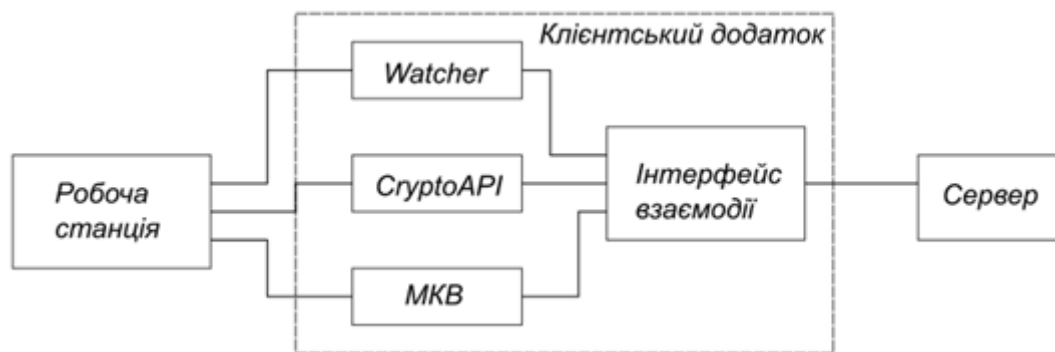 Клієнтський додаток
Watcher
Робоча
станція
CryptoAPI
Інтерфейс
взаємодії
Сервер
МКВ